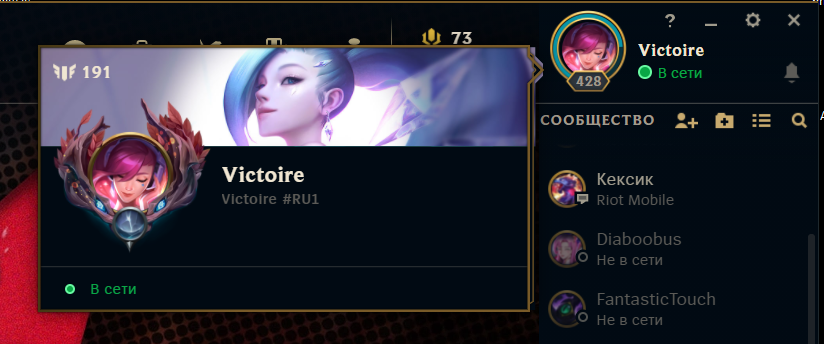 73
?
Victoire
В сети
428
191
Victoire
Victoire #RU1
В сети
СООБЩЕСТВО
Кексик
Riot Mobile
Diaboobus
Не в сети
FantasticTouch
Не в сети